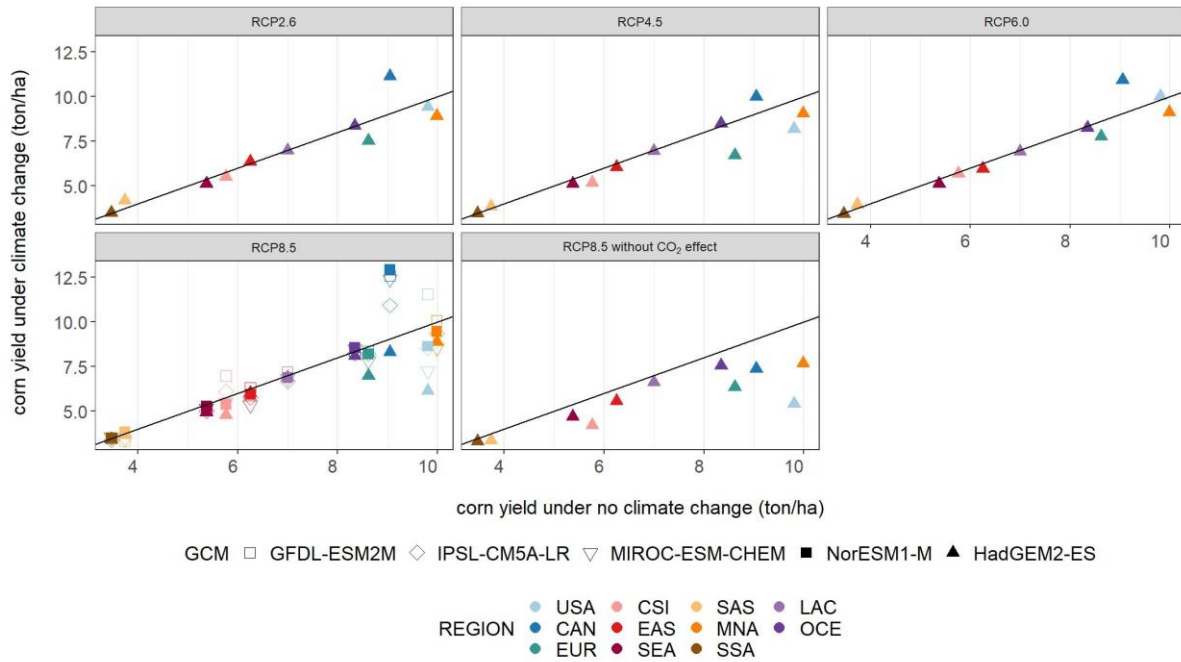 RCP2.6 RCP4.5 RCP6.0
12.5
10.0
7.5
5.0
4 6 8 10
RCP8.5 RCP8.5 without CO₂ effect
12.5
10.0
7.5
5.0
4 6 8 10 4 6 8 10
corn yield under climate change (ton/ha)
corn yield under no climate change (ton/ha)
GCM GFDL-ESM2M IPSL-CM5A-LR MIROC-ESM-CHEM NorESM1-M HadGEM2-ES
USA CSI SAS LAC
REGION CAN EAS MNA OCE
EUR SEA SSA